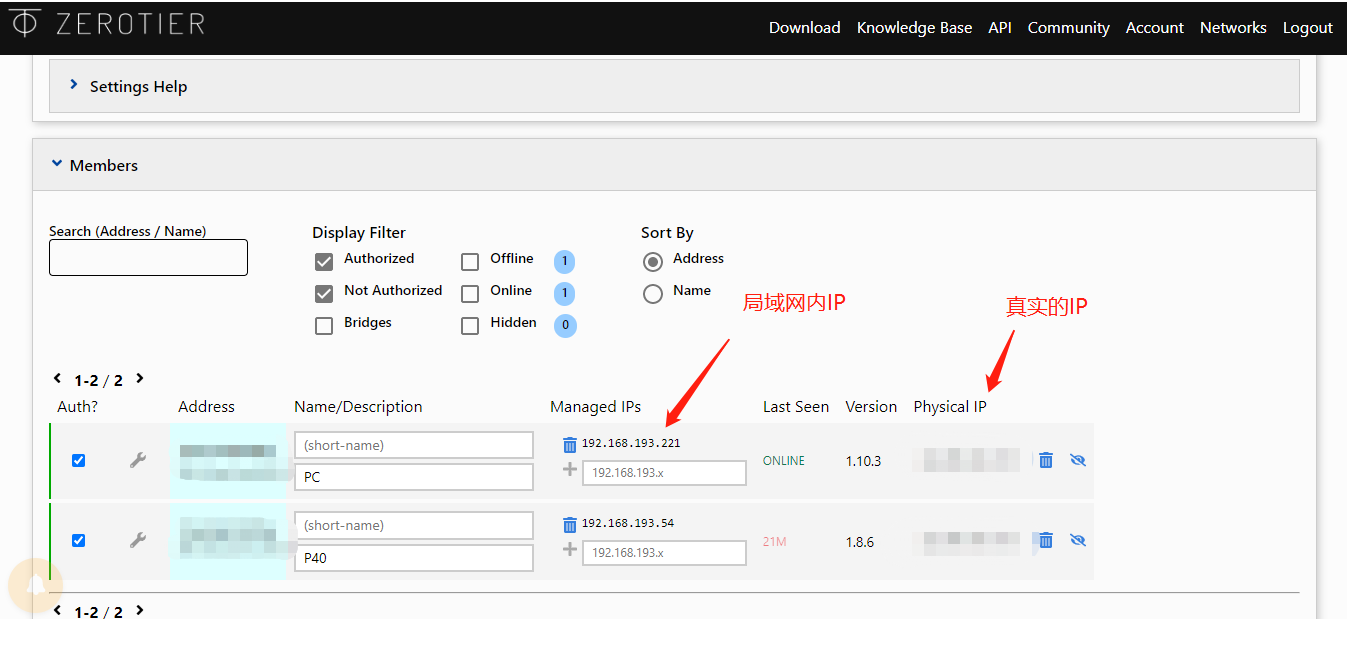 ZEROTIER
Download Knowledge Base API Community Account Networks Logout
Settings Help
Members
Search (Address / Name)
Display Filter
Sort By
Authorized
Offline
1
Address
Not Authorized
Online
1
Name
Bridges
Hidden
0
局域网内IP
真实的IP
1-2 / 2
Auth? Address Name/Description Managed IPs Last Seen Version Physical IP
(short-name)
192.168.193.221
PC
192.168.193.x
ONLINE
1.10.3
(short-name)
192.168.193.54
P40
192.168.193.x
21M
1.8.6
1-2 / 2